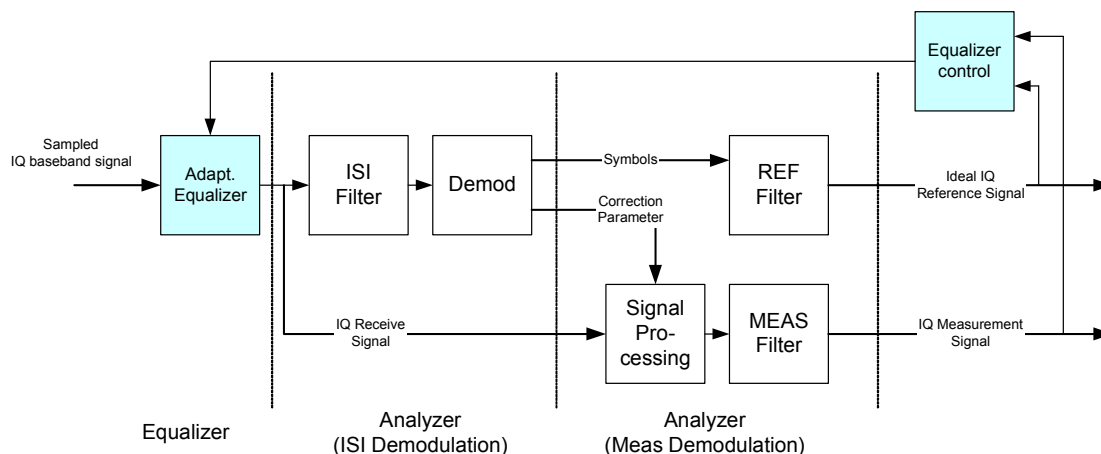 Equalizer
control
Sampled
IQ baseband signal
Adapt.
Equalizer
ISI
Filter
Demod
Symbols
Correction
Parameter
REF
Filter
Ideal IQ
Reference Signal
IQ Receive
Signal
Signal
Pro-
cessing
MEAS
Filter
IQ Measurement
Signal
Equalizer
Analyzer
(ISI Demodulation)
Analyzer
(Meas Demodulation)